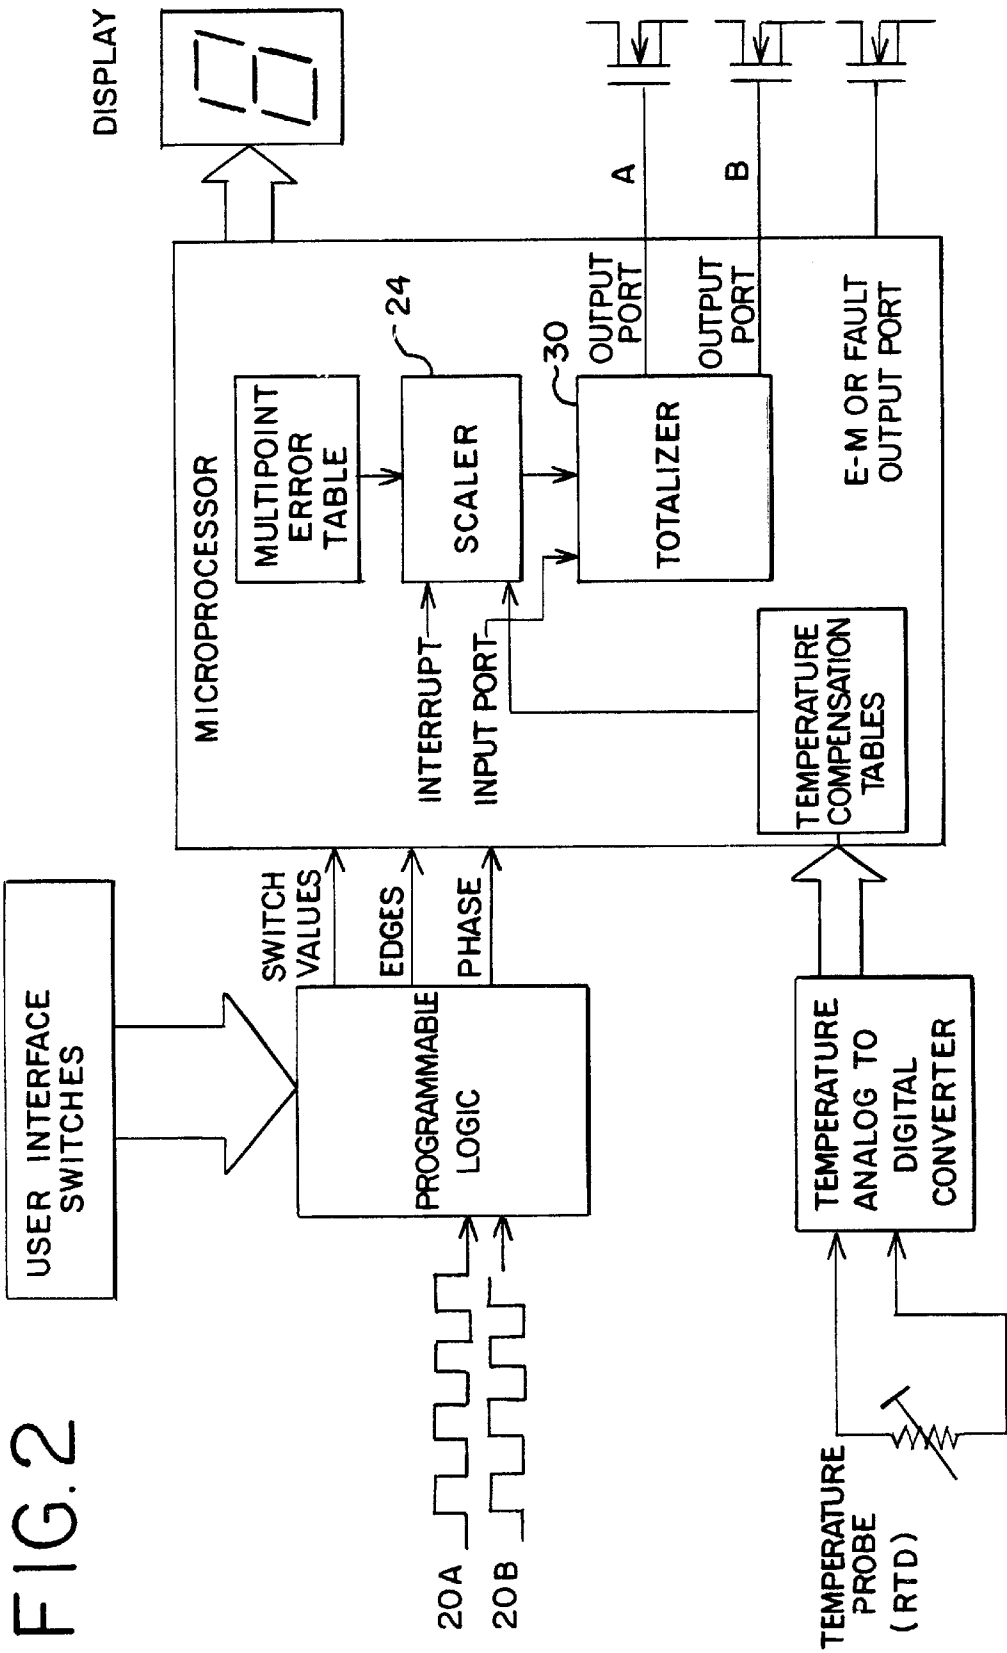 FIG. 2
USER INTERFACE
SWITCHES
DISPLAY
20A
20B
PROGRAMMABLE
LOGIC
SWITCH
VALUES
EDGES
PHASE
MICROPROCESSOR
MULTIPOINT
ERROR
TABLE
INTERRUPT
INPUT PORT
SCALER
24
TOTALIZER
30
OUTPUT
PORT
A
OUTPUT
PORT
B
E-M OR FAULT
OUTPUT PORT
TEMPERATURE
COMPENSATION
TABLES
TEMPERATURE
ANALOG TO
DIGITAL
CONVERTER
TEMPERATURE
PROBE
(RTD)